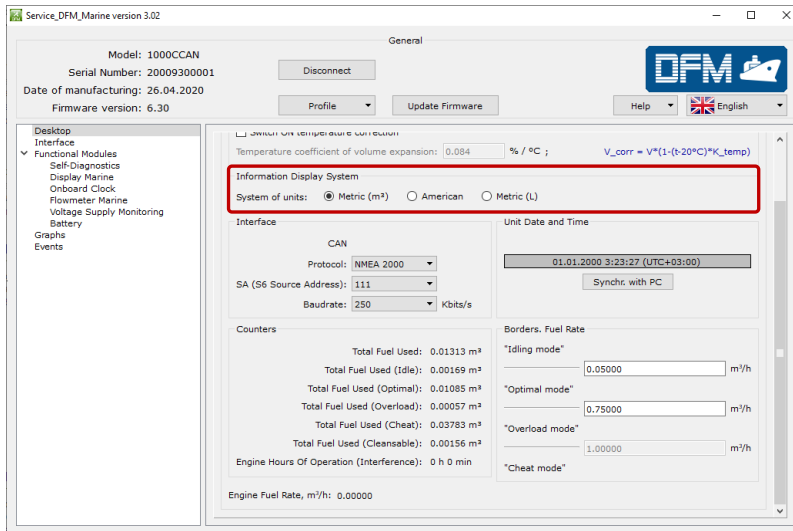 Service_DFM_Marine version 3.02
General
Model: 1000CCAN
Serial Number: 20009300001
Date of manufacturing: 26.04.2020
Firmware version: 6.30
Disconnect
Profile
Update Firmware
DFM
Help
English
Desktop
Interface
Functional Modules
Self-Diagnostics
Display Marine
Onboard Clock
Flowmeter Marine
Voltage Supply Monitoring
Battery
Graphs
Events
Switch ON temperature correction
Temperature coefficient of volume expansion: 0.084 % / ºC ; V_corr = V*(1-(t-20ºC)*K_temp)
Information Display System
System of units: Metric (m³) American Metric (L)
Interface
CAN
Protocol: NMEA 2000
SA (S6 Source Address): 111
Baudrate: 250 Kbits/s
Unit Date and Time
01.01.2000 3:23:27 (UTC+03:00)
Synchr. with PC
Counters
Total Fuel Used: 0.01313 m³
Total Fuel Used (Idle): 0.00169 m³
Total Fuel Used (Optimal): 0.01085 m³
Total Fuel Used (Overload): 0.00057 m³
Total Fuel Used (Cheat): 0.03783 m³
Total Fuel Used (Cleansable): 0.00156 m³
Engine Hours Of Operation (Interference): 0 h 0 min
Borders. Fuel Rate
"Idling mode"
0.05000 m³/h
"Optimal mode"
0.75000 m³/h
"Overload mode"
1.00000 m³/h
"Cheat mode"
Engine Fuel Rate, m³/h: 0.00000